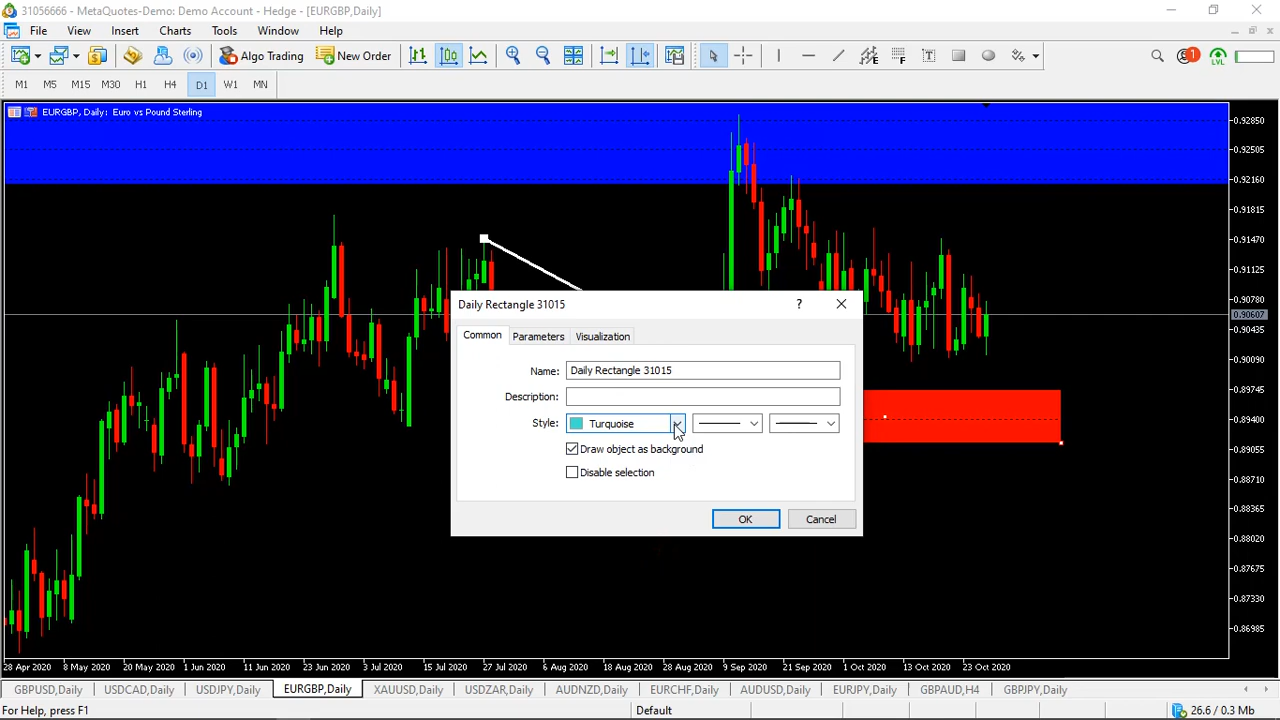 31056666 - MetaQuotes-Demo: Demo Account - Hedge - [EURGBP,Daily]
File View Insert Charts Tools Window Help
Algo Trading New Order E F T 1 LVL
M1 M5 M15 M30 H1 H4 D1 W1 MN
EURGBP, Daily: Euro vs Pound Sterling
0.92850
0.92505
0.92160
0.91815
0.91470
0.91125
0.90780
0.90607
0.90435
0.90090
0.89745
0.89400
0.89055
0.88710
0.88365
0.88020
0.87675
0.87330
0.86985
Daily Rectangle 31015 ?
Common Parameters Visualization
Name: Daily Rectangle 31015
Description:
Style: Turquoise
Draw object as background
Disable selection
OK Cancel
28 Apr 2020 8 May 2020 20 May 2020 1 Jun 2020 11 Jun 2020 23 Jun 2020 3 Jul 2020 15 Jul 2020 27 Jul 2020 6 Aug 2020 18 Aug 2020 28 Aug 2020 9 Sep 2020 21 Sep 2020 1 Oct 2020 13 Oct 2020 23 Oct 2020
GBPUSD,Daily USDCAD,Daily USDJPY,Daily EURGBP,Daily XAUUSD,Daily USDZAR,Daily AUDNZD,Daily EURCHF,Daily AUDUSD,Daily EURJPY,Daily GBPAUD,H4 GBPJPY,Daily
For Help, press F1 Default 26.6 / 0.3 Mb